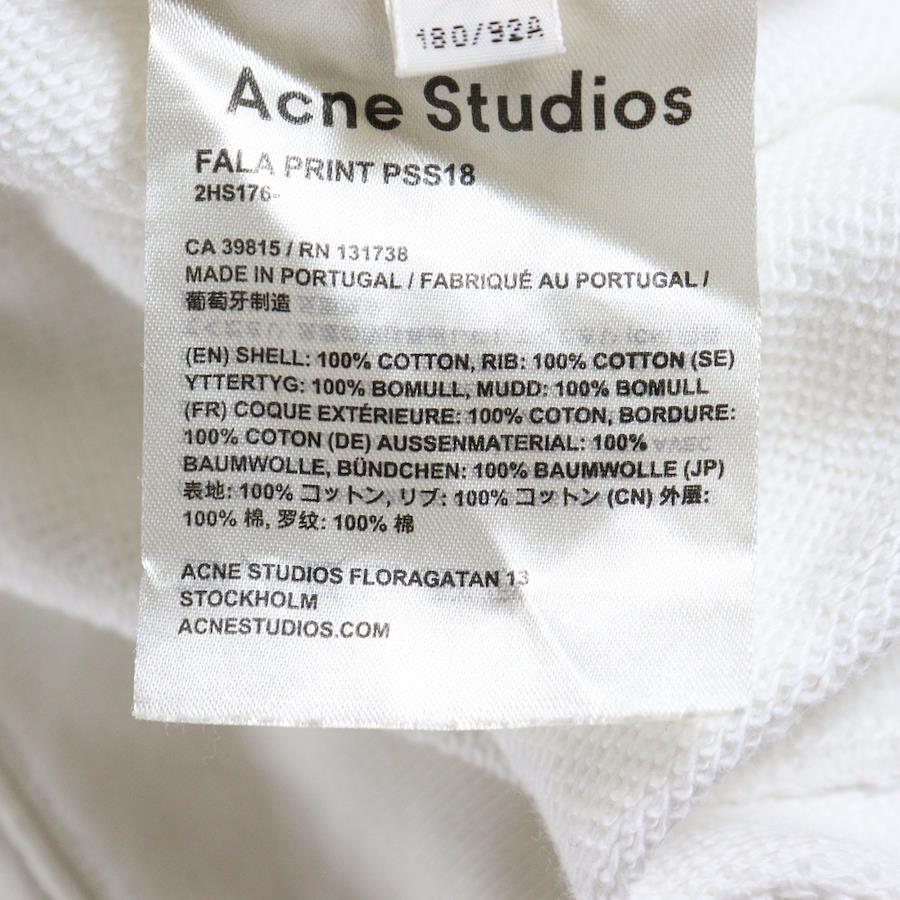 180/92A
Acne Studios
FALA PRINT PSS18
2HS176-
CA 39815 / RN 131738
MADE IN PORTUGAL / FABRIQUÉ AU PORTUGAL /
葡萄牙制造
(EN) SHELL: 100% COTTON, RIB: 100% COTTON (SE)
YTTERTYG: 100% BOMULL, MUDD: 100% BOMULL
(FR) COQUE EXTÉRIEURE: 100% COTON, BORDURE:
100% COTON (DE) AUSSENMATERIAL: 100%
BAUMWOLLE, BÜNDCHEN: 100% BAUMWOLLE (JP)
表地: 100% コットン, リブ: 100% コットン (CN) 外层:
100% 棉, 罗纹: 100% 棉
ACNE STUDIOS FLORAGATAN 13
STOCKHOLM
ACNESTUDIOS.COM